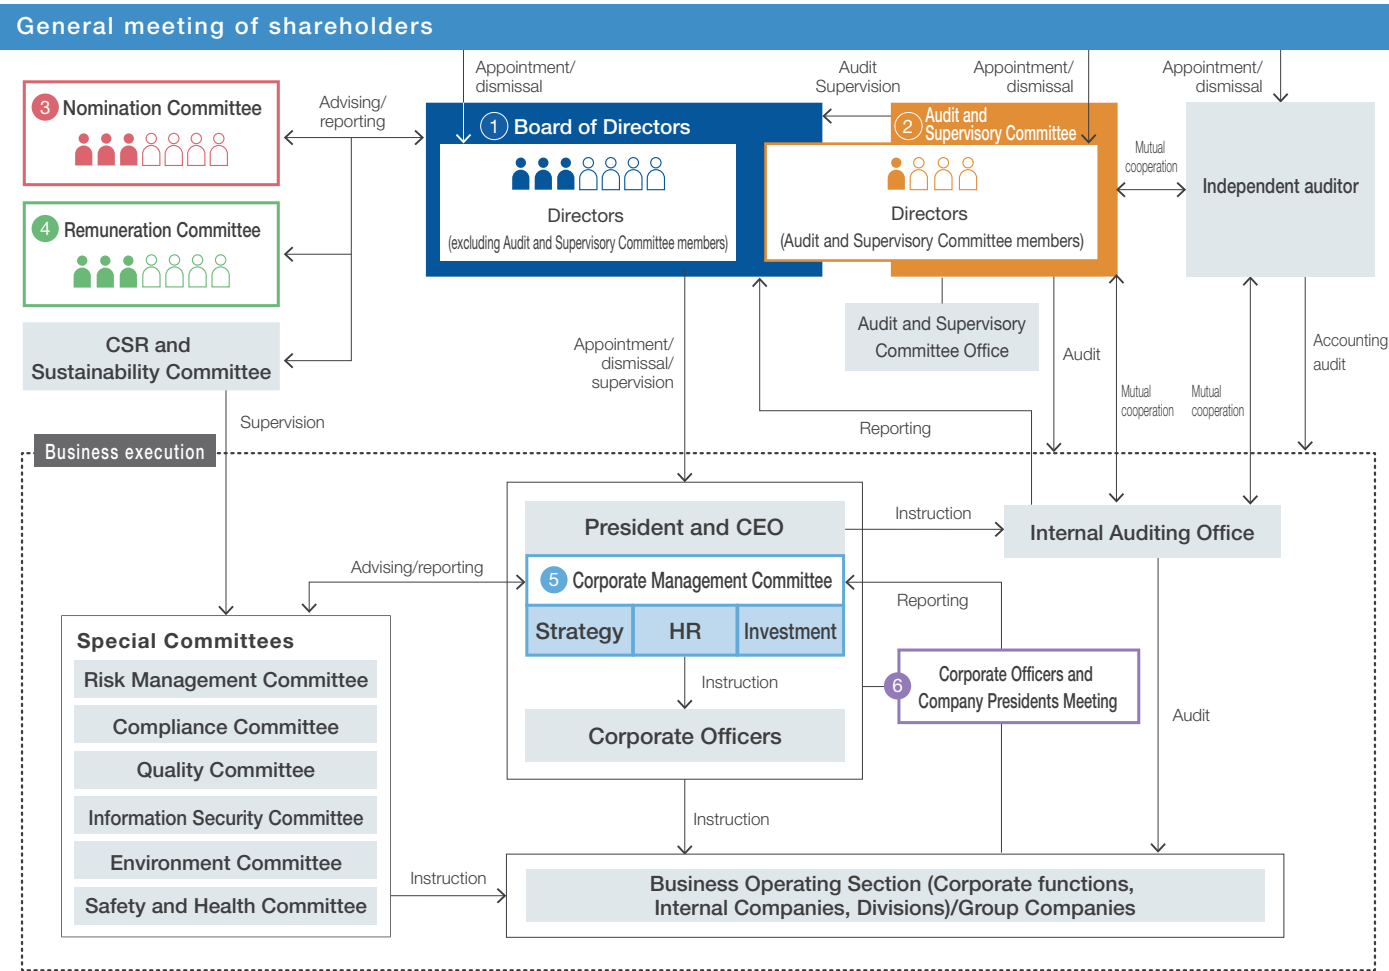 General meeting of shareholders
Appointment/
dismissal
Audit
Supervision
Appointment/
dismissal
Appointment/
dismissal
3 Nomination Committee
Advising/
reporting
1 Board of Directors
2 Audit and
Supervisory Committee
Mutual
cooperation
Independent auditor
Directors
(excluding Audit and Supervisory Committee members)
Directors
(Audit and Supervisory Committee members)
4 Remuneration Committee
CSR and
Sustainability Committee
Audit and Supervisory
Committee Office
Appointment/
dismissal/
supervision
Audit
Accounting
audit
Mutual
cooperation
Mutual
cooperation
Supervision
Reporting
Business execution
President and CEO
Instruction
Internal Auditing Office
Advising/reporting
5 Corporate Management Committee
Reporting
Strategy
HR
Investment
Special Committees
Risk Management Committee
Compliance Committee
Quality Committee
Information Security Committee
Environment Committee
Safety and Health Committee
Instruction
6 Corporate Officers and
Company Presidents Meeting
Corporate Officers
Audit
Instruction
Instruction
Business Operating Section (Corporate functions,
Internal Companies, Divisions)/Group Companies